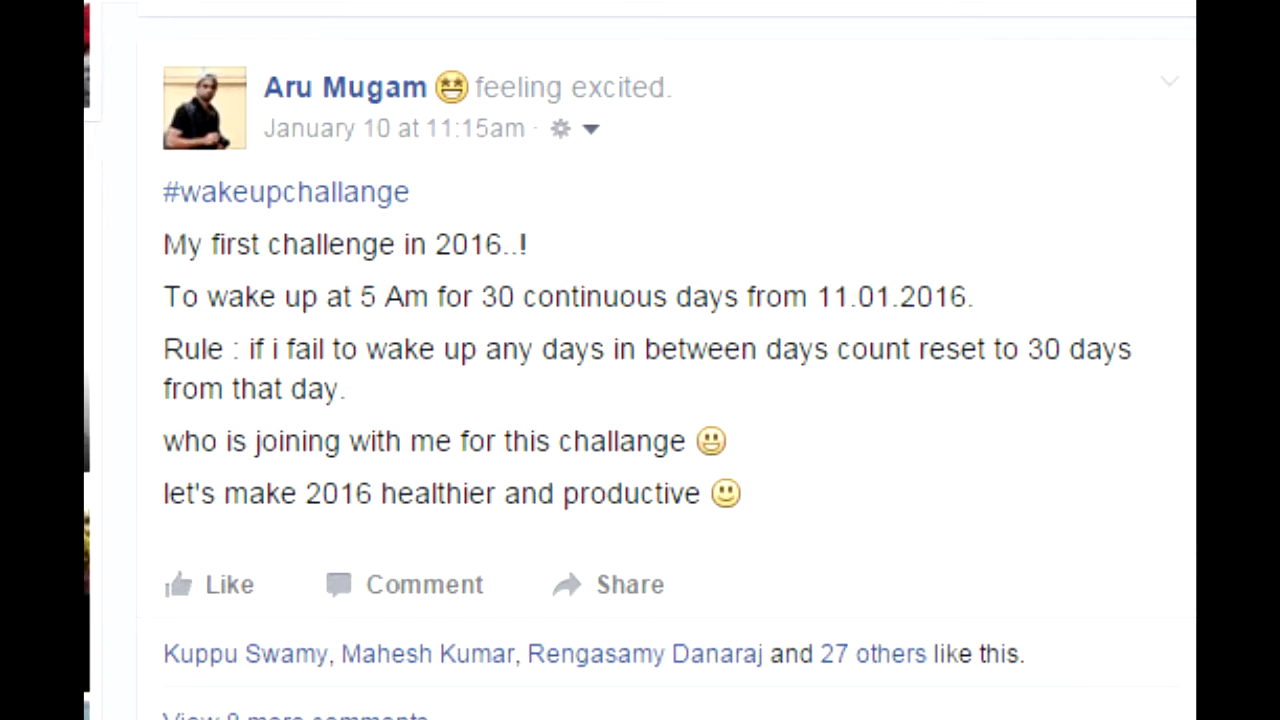 Aru Mugam feeling excited.
January 10 at 11:15am ·
#wakeupchallange
My first challenge in 2016..!
To wake up at 5 Am for 30 continuous days from 11.01.2016.
Rule : if i fail to wake up any days in between days count reset to 30 days
from that day.
who is joining with me for this challange
let's make 2016 healthier and productive
Like Comment Share
Kuppu Swamy, Mahesh Kumar, Rengasamy Danaraj and 27 others like this.
View 8 more comments